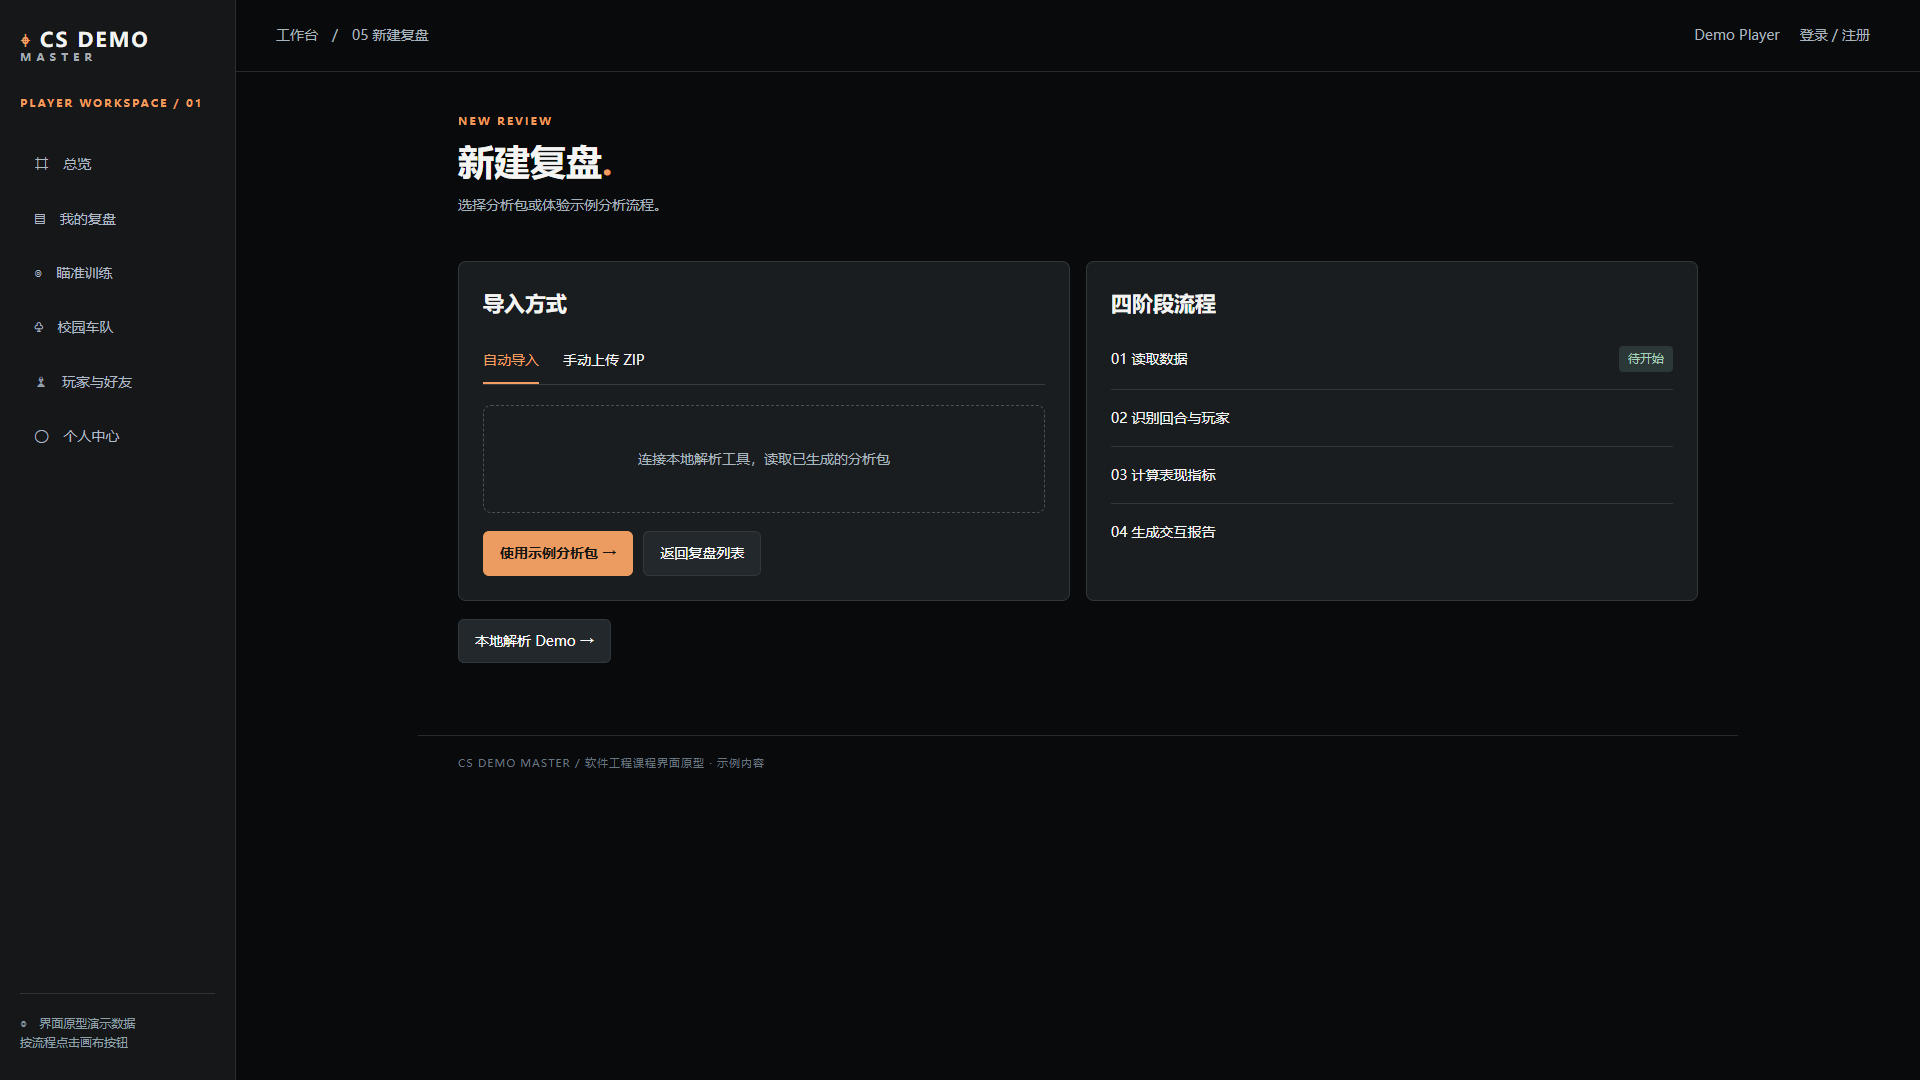 CS DEMO
MASTER
PLAYER WORKSPACE / 01
总览
我的复盘
瞄准训练
校园车队
玩家与好友
个人中心
界面原型演示数据
按流程点击画布按钮
工作台 / 05 新建复盘
Demo Player 登录 / 注册
NEW REVIEW
新建复盘.
选择分析包或体验示例分析流程。
导入方式
自动导入 手动上传 ZIP
连接本地解析工具，读取已生成的分析包
使用示例分析包 → 返回复盘列表
四阶段流程
01 读取数据 待开始
02 识别回合与玩家
03 计算表现指标
04 生成交互报告
本地解析 Demo →
CS DEMO MASTER / 软件工程课程界面原型 · 示例内容